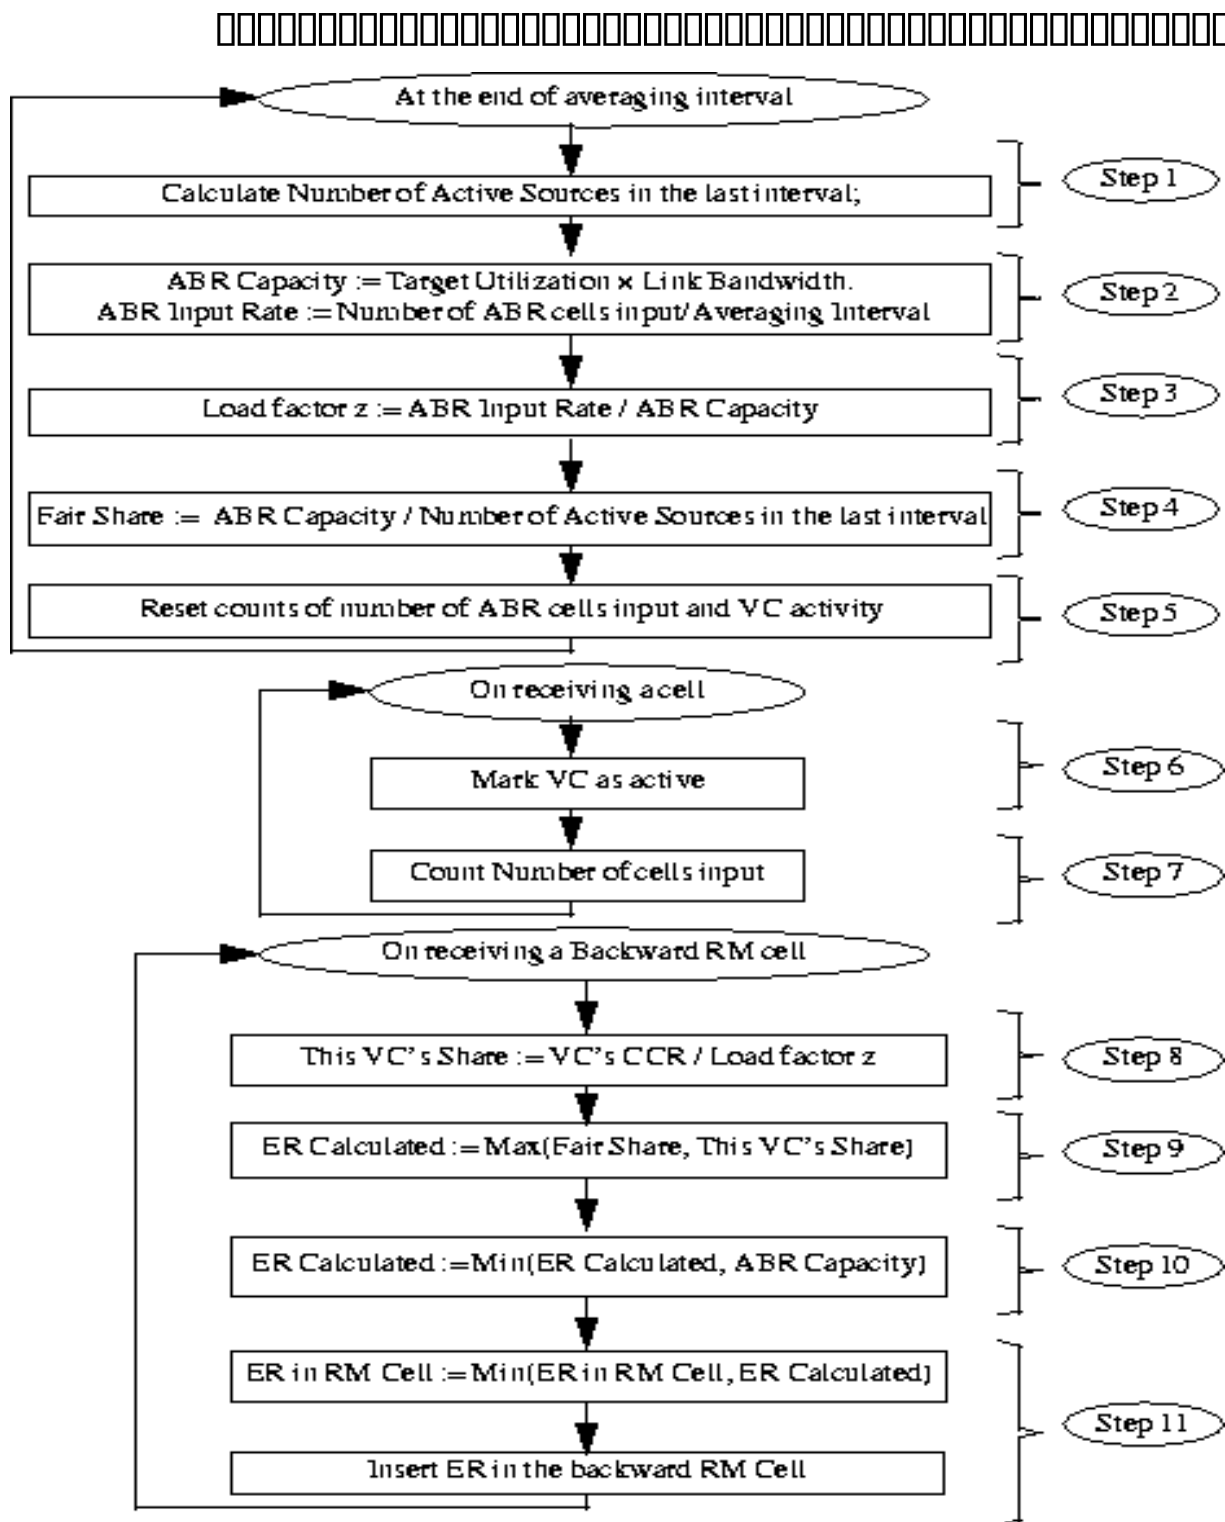 At the end of averaging interval
Calculate Number of Active Sources in the last interval;
Step 1
ABR Capacity := Target Utilization × Link Bandwidth.
ABR Input Rate := Number of ABR cells input/Averaging Interval
Step 2
Load factor z := ABR Input Rate / ABR Capacity
Step 3
Fair Share := ABR Capacity / Number of Active Sources in the last interval
Step 4
Reset counts of number of ABR cells input and VC activity
Step 5
On receiving a cell
Mark VC as active
Step 6
Count Number of cells input
Step 7
On receiving a Backward RM cell
This VC's Share := VC's CCR / Load factor z
Step 8
ER Calculated := Max(Fair Share, This VC's Share)
Step 9
ER Calculated := Min(ER Calculated, ABR Capacity)
Step 10
ER in RM Cell := Min(ER in RM Cell, ER Calculated)
Step 11
Insert ER in the backward RM Cell